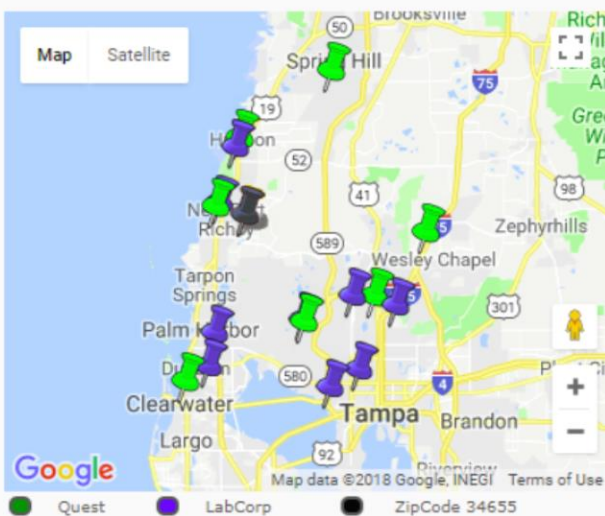 Brooksville
50
Map Satellite
Spring Hill
75
19
52
41
98
Zephyrhills
589
Wesley Chapel
Tarpon
Springs
301
Palm Harbor
580
4
Clearwater
Tampa
Brandon
Largo
92
Google
Riverview
Map data ©2018 Google, INEGI Terms of Use
Quest LabCorp ZipCode 34655